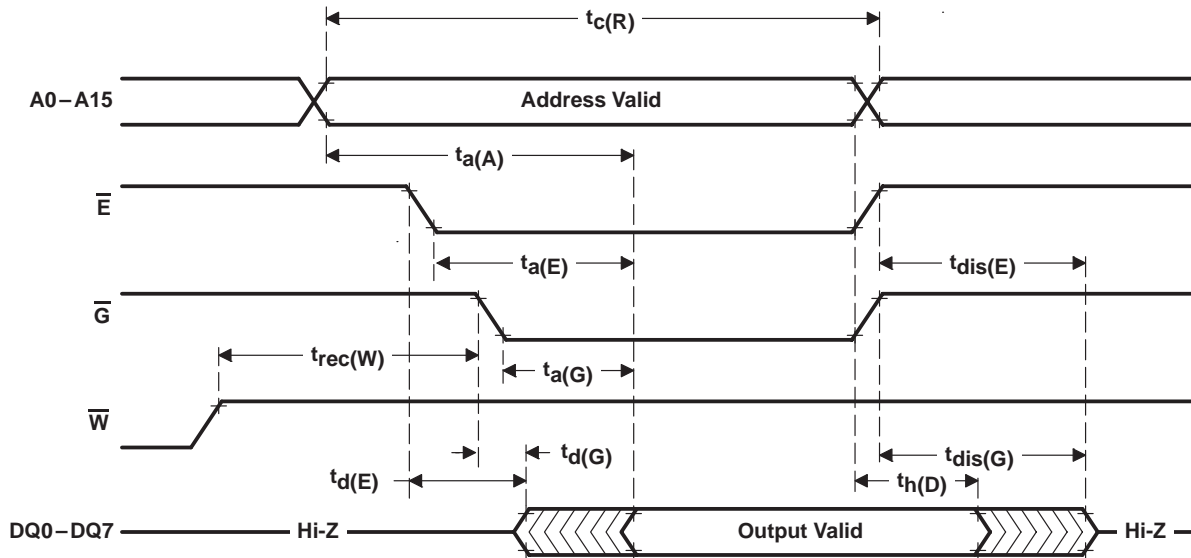 tc(R)
A0–A15
Address Valid
ta(A)
E
ta(E)
tdis(E)
G
trec(W)
ta(G)
W
td(G)
tdis(G)
td(E)
th(D)
DQ0–DQ7
Hi-Z
Output Valid
Hi-Z